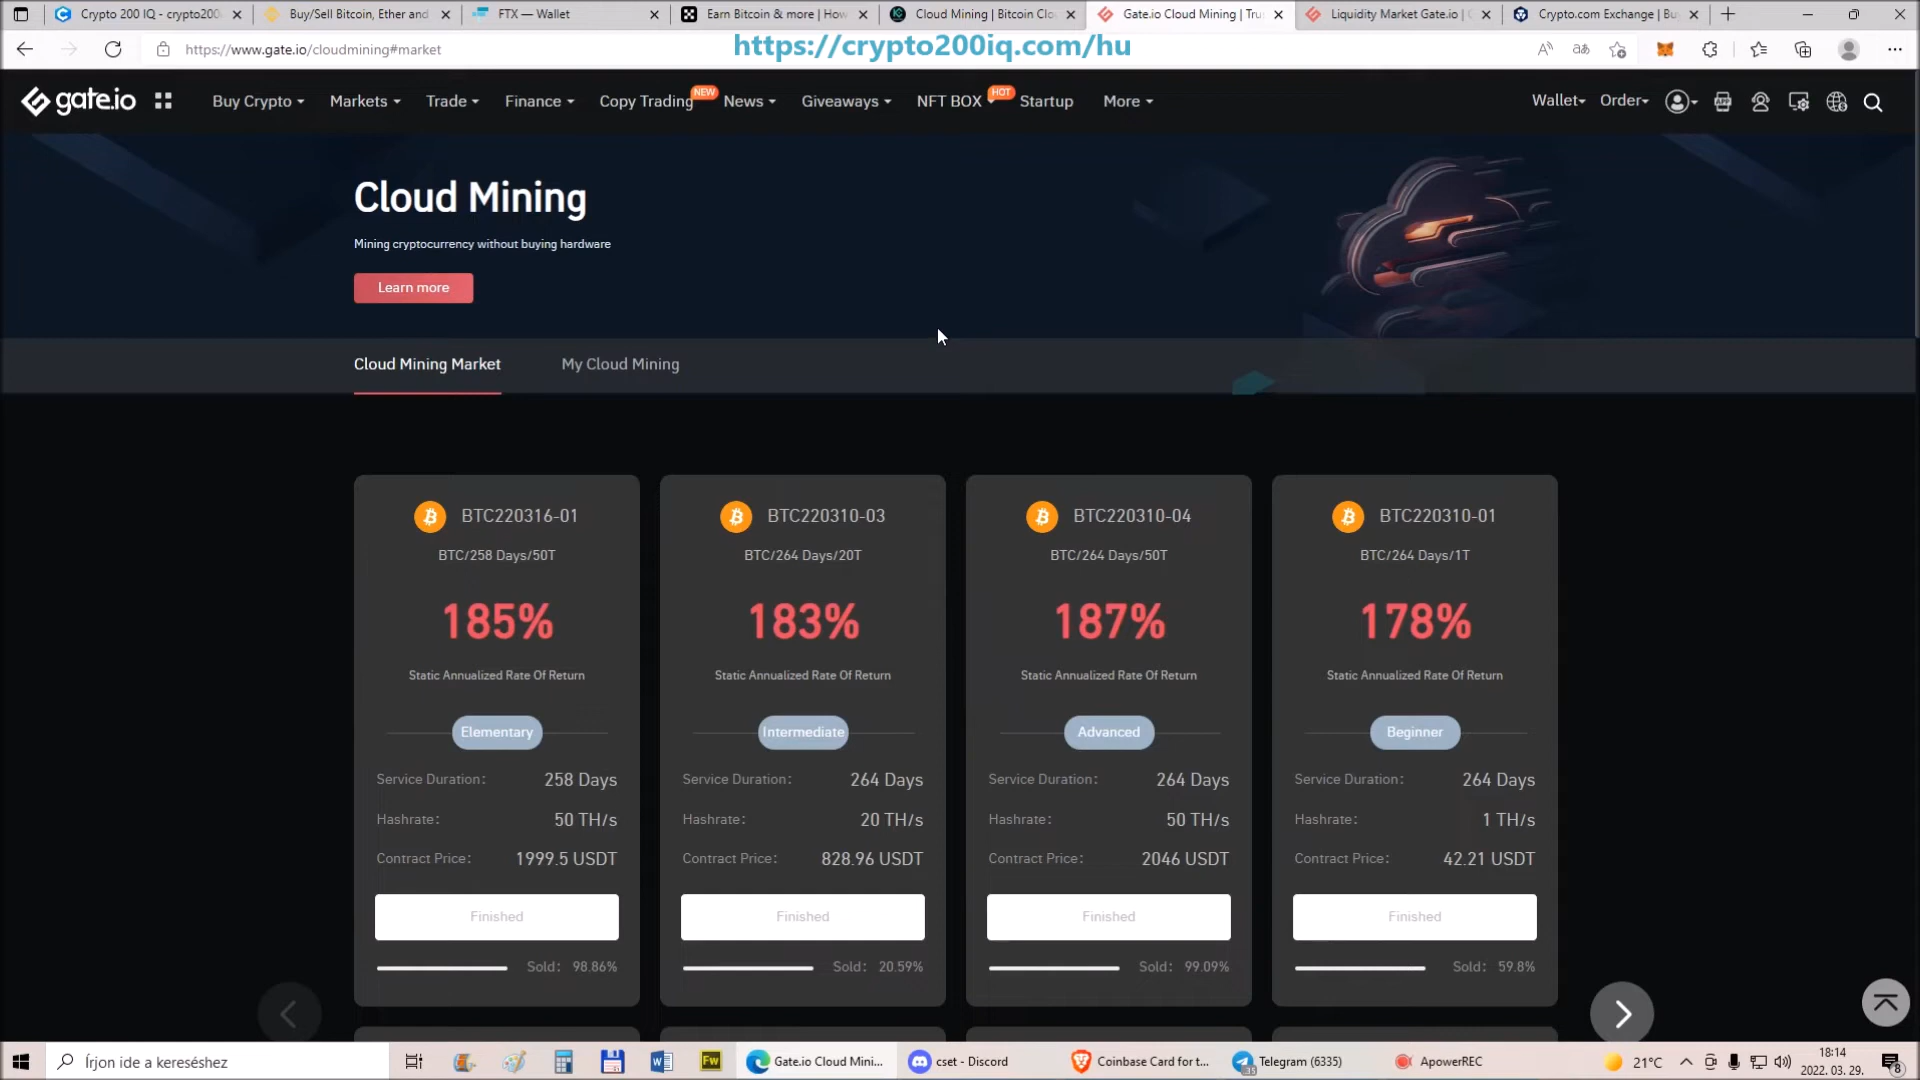 Crypto 200 IQ - crypto200
Buy/Sell Bitcoin, Ether and
FTX — Wallet
Earn Bitcoin & more | How
Cloud Mining | Bitcoin Clo
Gate.io Cloud Mining | Tru
Liquidity Market Gate.io |
Crypto.com Exchange | Bu
https://www.gate.io/cloudmining#market
https://crypto200iq.com/hu
gate.io
Buy Crypto
Markets
Trade
Finance
Copy Trading
NEW
News
Giveaways
NFT BOX
HOT
Startup
More
Wallet
Order
Cloud Mining
Mining cryptocurrency without buying hardware
Learn more
Cloud Mining Market
My Cloud Mining
BTC220316-01
BTC/258 Days/50T
185%
Static Annualized Rate Of Return
Elementary
Service Duration: 258 Days
Hashrate: 50 TH/s
Contract Price: 1999.5 USDT
Finished
Sold: 98.86%
BTC220310-03
BTC/264 Days/20T
183%
Static Annualized Rate Of Return
Intermediate
Service Duration: 264 Days
Hashrate: 20 TH/s
Contract Price: 828.96 USDT
Finished
Sold: 20.59%
BTC220310-04
BTC/264 Days/50T
187%
Static Annualized Rate Of Return
Advanced
Service Duration: 264 Days
Hashrate: 50 TH/s
Contract Price: 2046 USDT
Finished
Sold: 99.09%
BTC220310-01
BTC/264 Days/1T
178%
Static Annualized Rate Of Return
Beginner
Service Duration: 264 Days
Hashrate: 1 TH/s
Contract Price: 42.21 USDT
Finished
Sold: 59.8%
Írjon ide a kereséshez
Fw
Gate.io Cloud Mini...
cset - Discord
Coinbase Card for t...
Telegram (6335)
ApowerREC
21°C
18:14
2022. 03. 29.
8